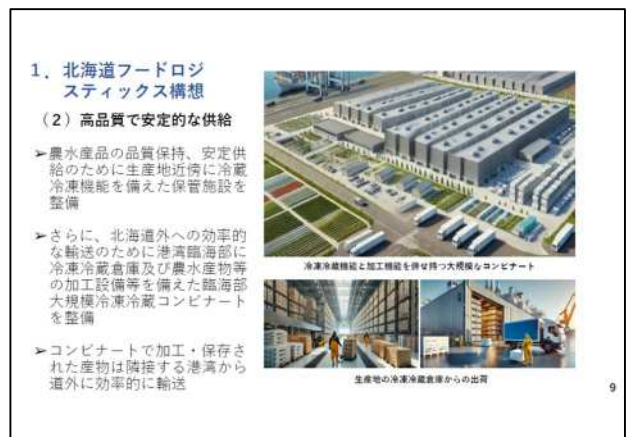 1．北海道フードロジ
スティックス構想
（2）高品質で安定的な供給
➢農水産品の品質保持、安定供
給のために生産地近傍に冷蔵
冷凍機能を備えた保管施設を
整備
➢さらに、北海道外への効率的
な輸送のために港湾臨海部に
冷凍冷蔵倉庫及び農水産物等
の加工設備等を備えた臨海部
大規模冷凍冷蔵コンビナート
を整備
➢コンビナートで加工・保存さ
れた産物は隣接する港湾から
道外に効率的に輸送
冷凍冷蔵機能と加工機能を併せ持つ大規模なコンビナート
生産地の冷凍冷蔵倉庫からの出荷
9